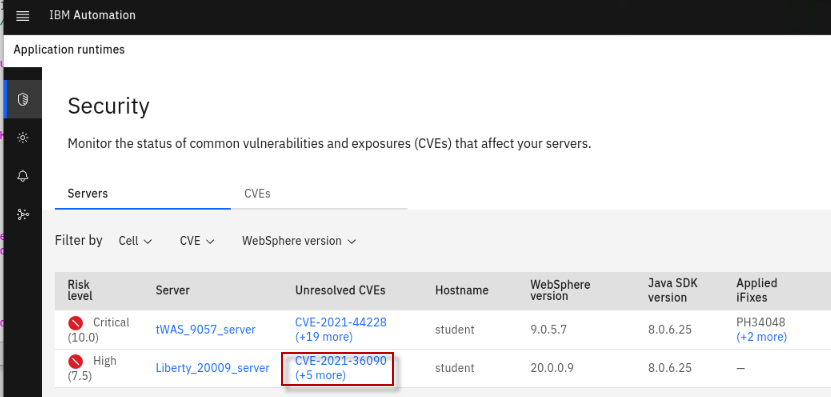 IBM Automation
Application runtimes
Security
Monitor the status of common vulnerabilities and exposures (CVEs) that affect your servers.
Servers CVEs
Filter by Cell CVE WebSphere version
Risk level Server Unresolved CVEs Hostname WebSphere version Java SDK version Applied iFixes
Critical (10.0) tWAS_9057_server CVE-2021-44228 (+19 more) student 9.0.5.7 8.0.6.25 PH34048 (+2 more)
High (7.5) Liberty_20009_server CVE-2021-36090 (+5 more) student 20.0.0.9 8.0.6.25 —